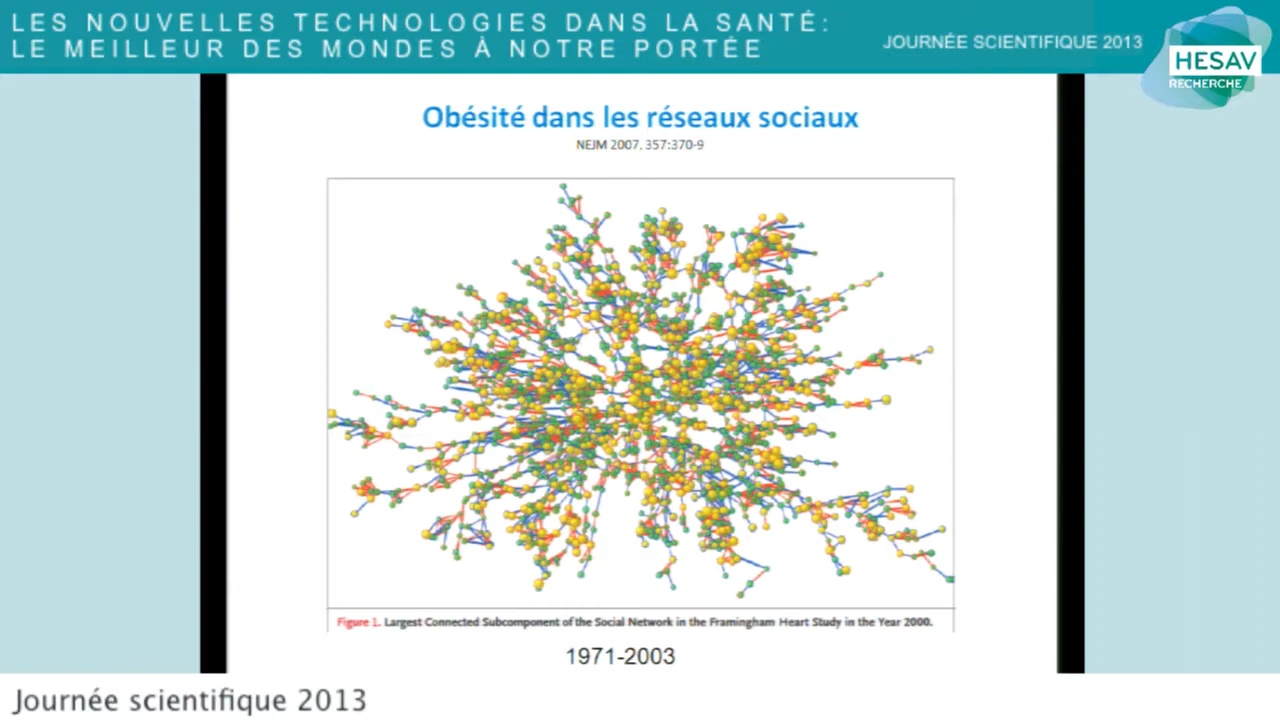 LES NOUVELLES TECHNOLOGIES DANS LA SANTÉ:
LE MEILLEUR DES MONDES À NOTRE PORTÉE
JOURNÉE SCIENTIFIQUE 2013
HESAV
RECHERCHE
Obésité dans les réseaux sociaux
NEJM 2007, 357:370-9
Figure 1. Largest Connected Subcomponent of the Social Network in the Framingham Heart Study in the Year 2000.
1971-2003
Journée scientifique 2013